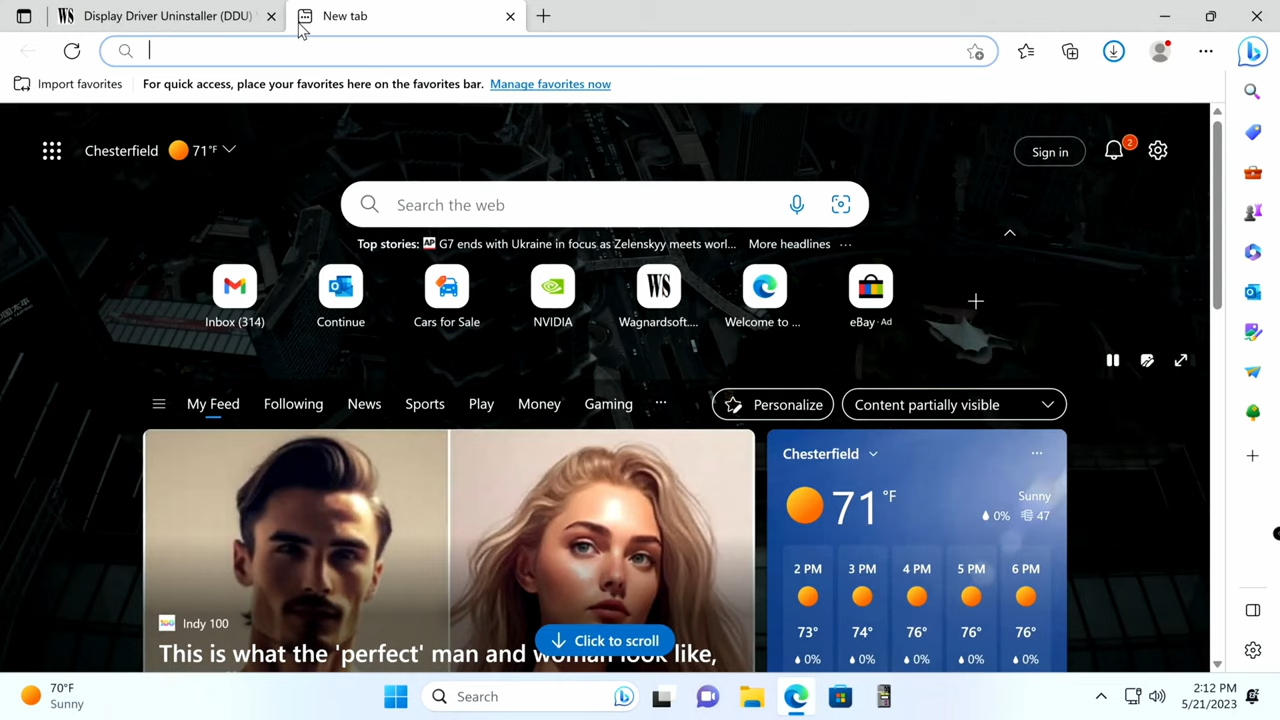 WS Display Driver Uninstaller (DDU)
New tab
Import favorites
For quick access, place your favorites here on the favorites bar. Manage favorites now
Chesterfield 71°F
Sign in
2
Search the web
Top stories: AP G7 ends with Ukraine in focus as Zelenskyy meets worl... More headlines ...
WS
Inbox (314)
Continue
Cars for Sale
NVIDIA
Wagnardsoft....
Welcome to ...
eBay · Ad
My Feed
Following
News
Sports
Play
Money
Gaming
...
Personalize
Content partially visible
Indy 100
This is what the 'perfect' man and woman look like,
Click to scroll
Chesterfield
...
71 °F
Sunny
0% 47
2 PM 3 PM 4 PM 5 PM 6 PM
73° 74° 76° 76° 76°
0% 0% 0% 0% 0%
70°F
Sunny
Search
2:12 PM
5/21/2023